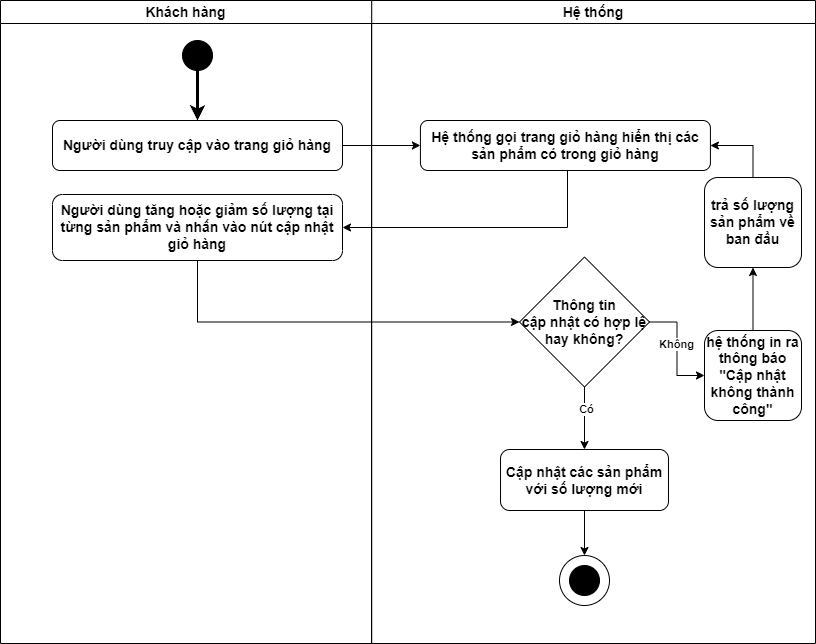 Khách hàng
Hệ thống
Người dùng truy cập vào trang giỏ hàng
Hệ thống gọi trang giỏ hàng hiển thị các
sản phẩm có trong giỏ hàng
Người dùng tăng hoặc giảm số lượng tại
từng sản phẩm và nhấn vào nút cập nhật
giỏ hàng
trả số lượng
sản phẩm về
ban đầu
Thông tin
cập nhật có hợp lệ
hay không?
Không
hệ thống in ra
thông báo
"Cập nhật
không thành
công"
Có
Cập nhật các sản phẩm
với số lượng mới